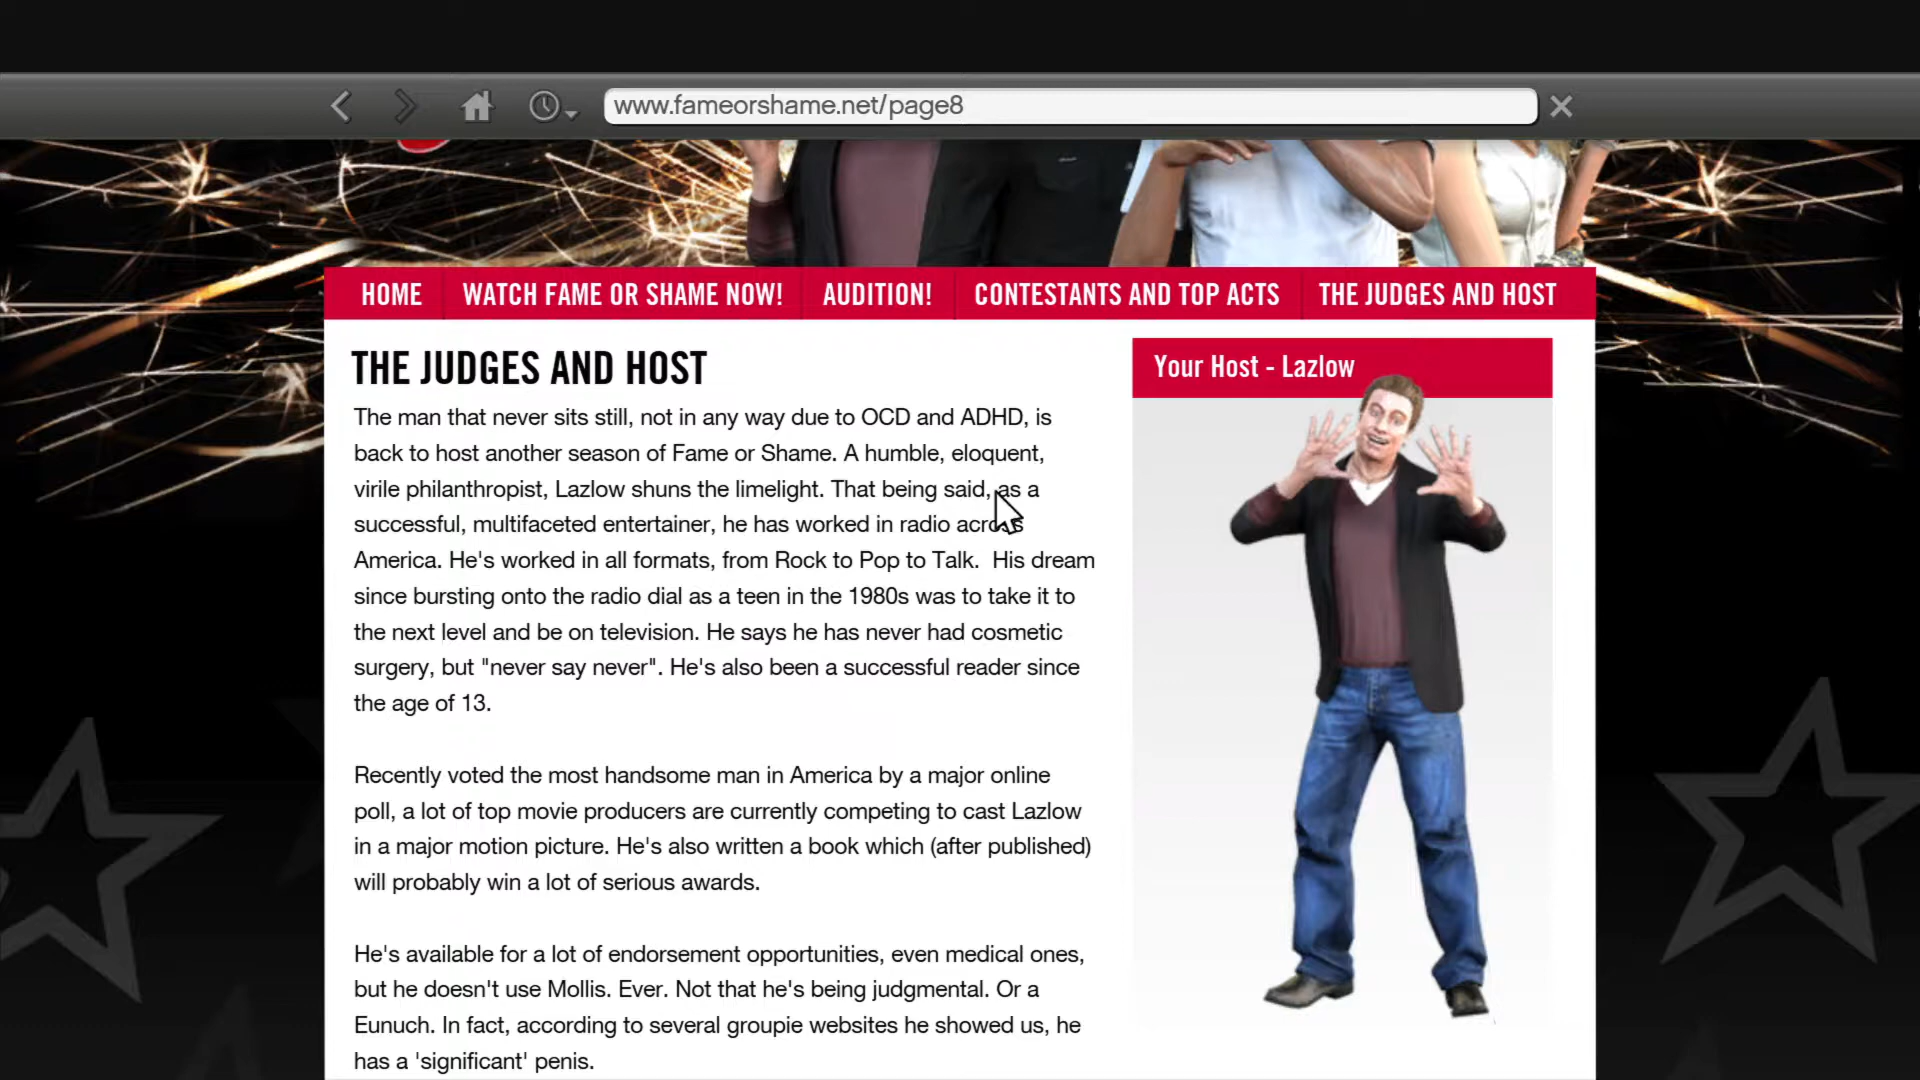 www.fameorshame.net/page8
HOME
WATCH FAME OR SHAME NOW!
AUDITION!
CONTESTANTS AND TOP ACTS
THE JUDGES AND HOST
THE JUDGES AND HOST
The man that never sits still, not in any way due to OCD and ADHD, is
back to host another season of Fame or Shame. A humble, eloquent,
virile philanthropist, Lazlow shuns the limelight. That being said, as a
successful, multifaceted entertainer, he has worked in radio across
America. He's worked in all formats, from Rock to Pop to Talk. His dream
since bursting onto the radio dial as a teen in the 1980s was to take it to
the next level and be on television. He says he has never had cosmetic
surgery, but "never say never". He's also been a successful reader since
the age of 13.
Recently voted the most handsome man in America by a major online
poll, a lot of top movie producers are currently competing to cast Lazlow
in a major motion picture. He's also written a book which (after published)
will probably win a lot of serious awards.
He's available for a lot of endorsement opportunities, even medical ones,
but he doesn't use Mollis. Ever. Not that he's being judgmental. Or a
Eunuch. In fact, according to several groupie websites he showed us, he
has a 'significant' penis.
Your Host - Lazlow